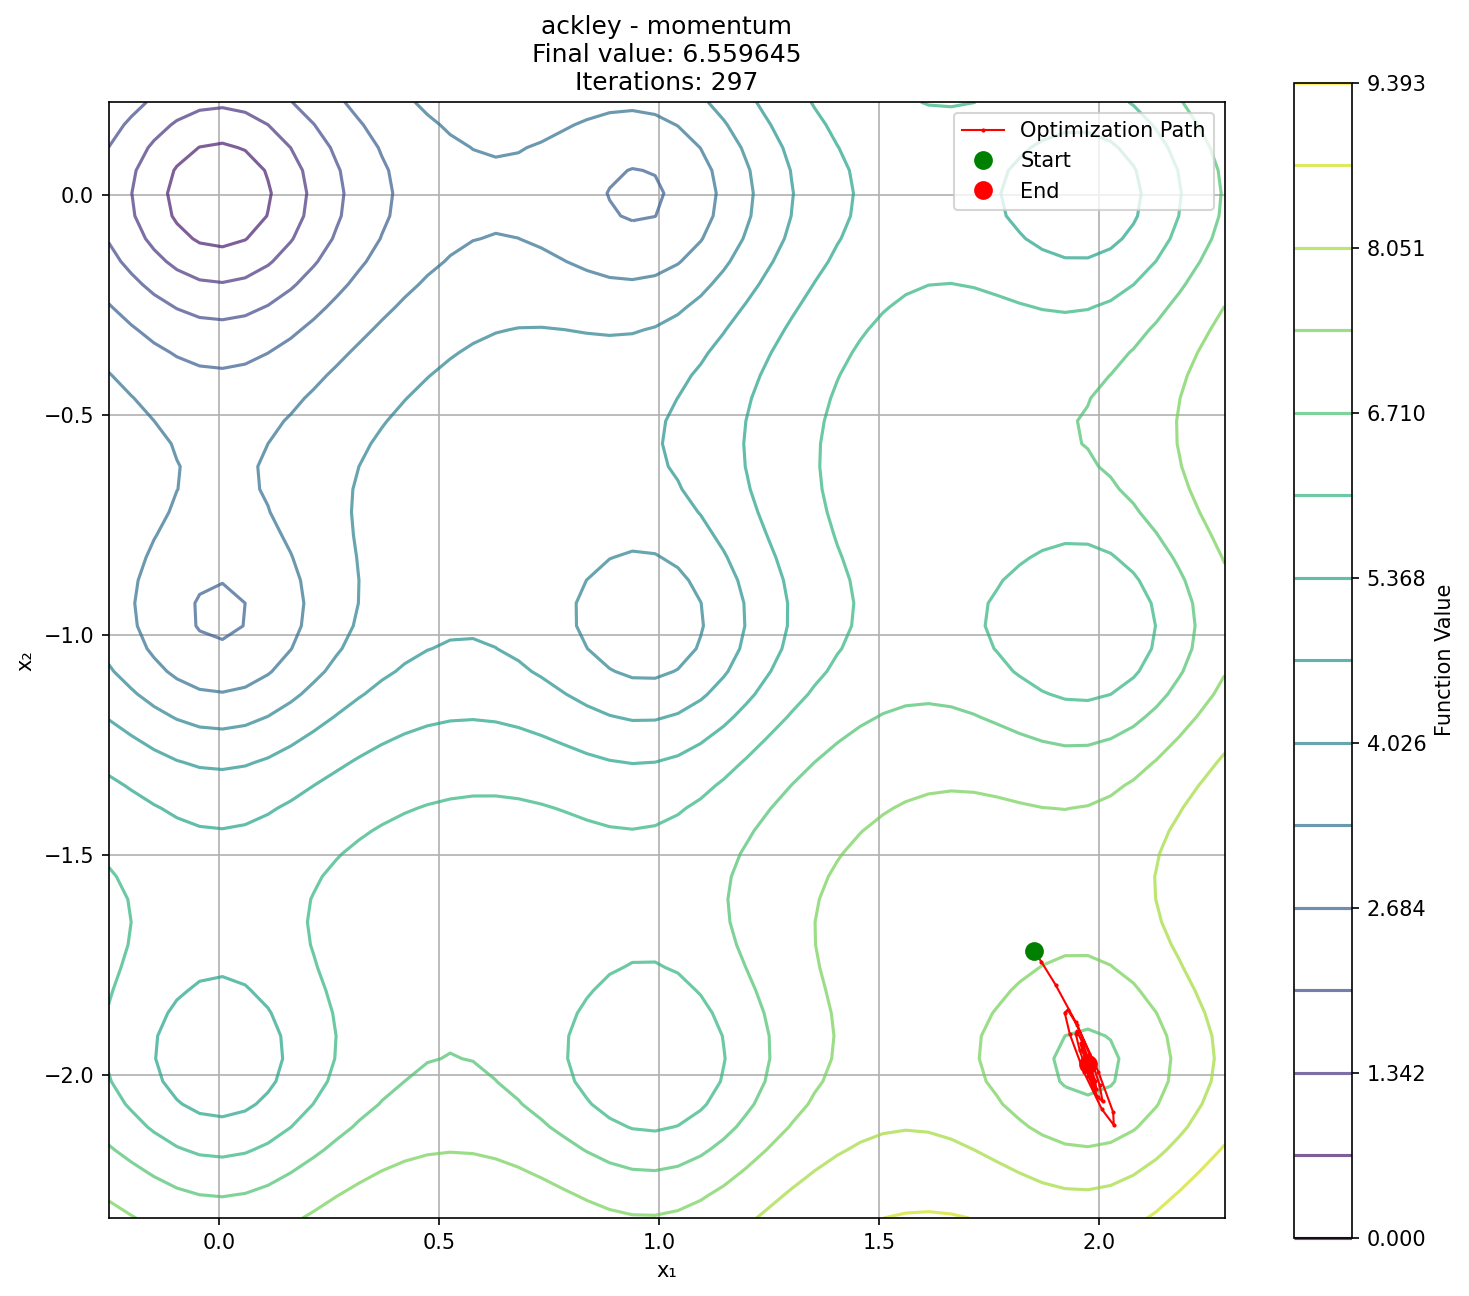 ackley - momentum
Final value: 6.559645
Iterations: 297
Optimization Path
Start
End
0.0
−0.5
−1.0
−1.5
−2.0
x₂
0.0
0.5
1.0
1.5
2.0
x₁
9.393
8.051
6.710
5.368
4.026
2.684
1.342
0.000
Function Value